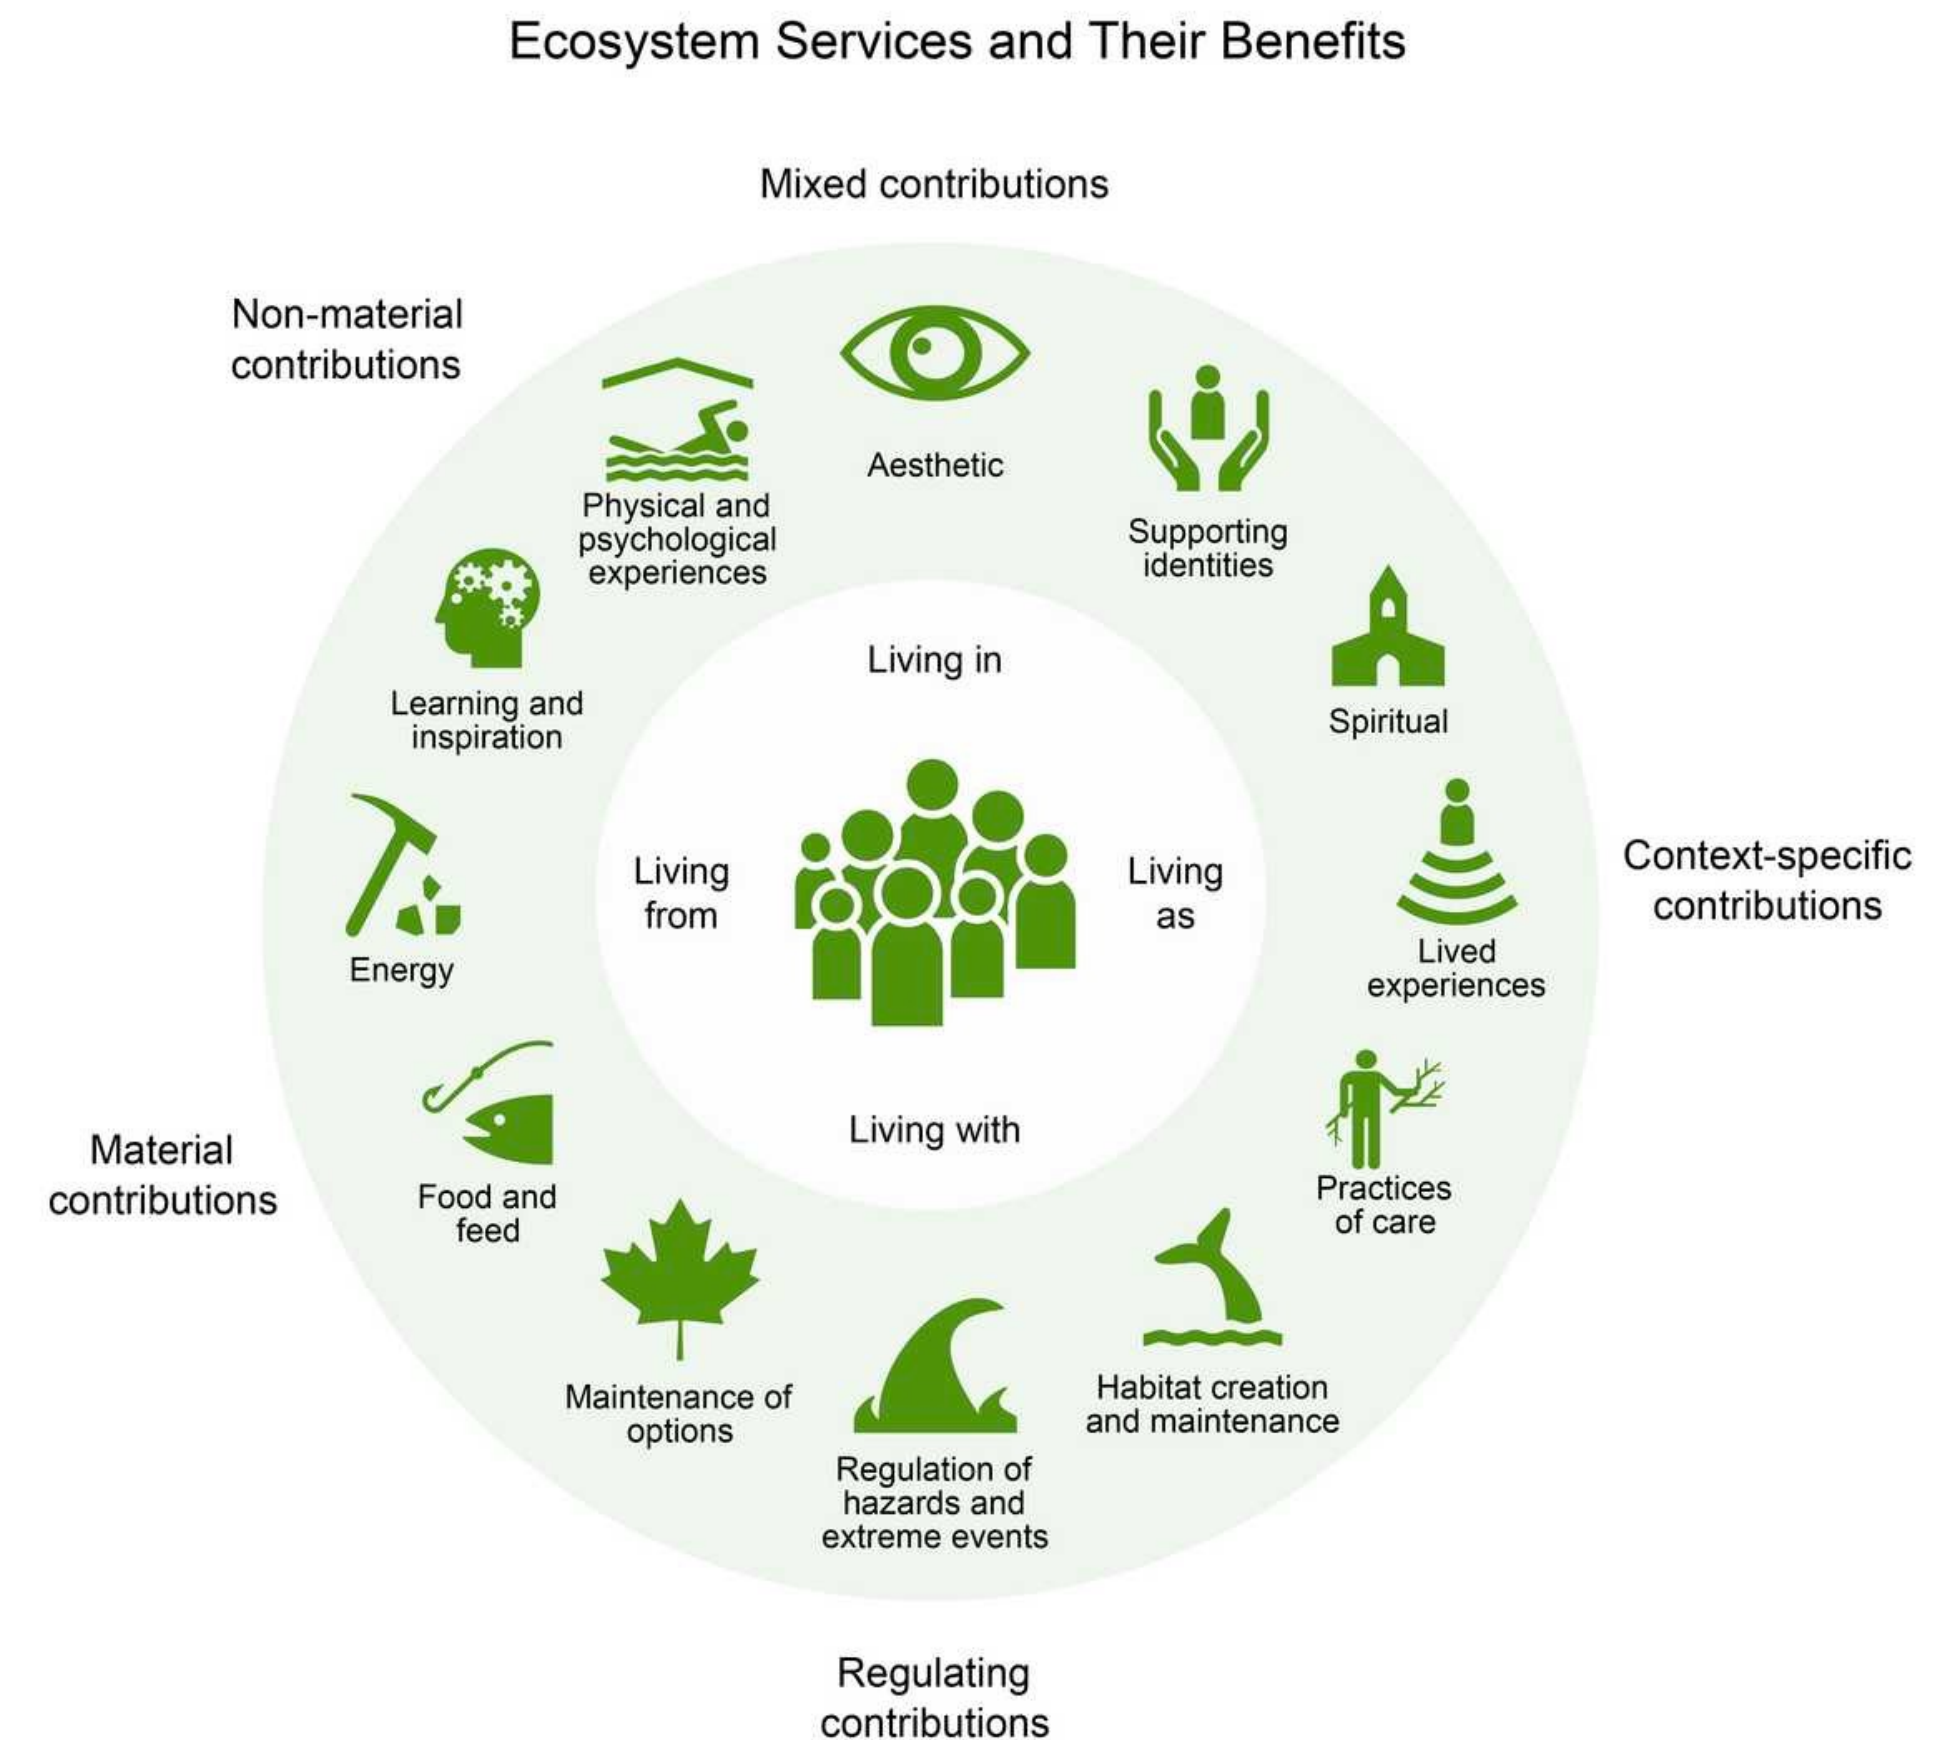 Ecosystem Services and Their Benefits
Mixed contributions
Non-material
contributions
Aesthetic
Physical and
psychological
experiences
Supporting
identities
Learning and
inspiration
Spiritual
Living in
Energy
Living
from
Living
as
Lived
experiences
Context-specific
contributions
Material
contributions
Food and
feed
Living with
Practices
of care
Maintenance of
options
Habitat creation
and maintenance
Regulation of
hazards and
extreme events
Regulating
contributions